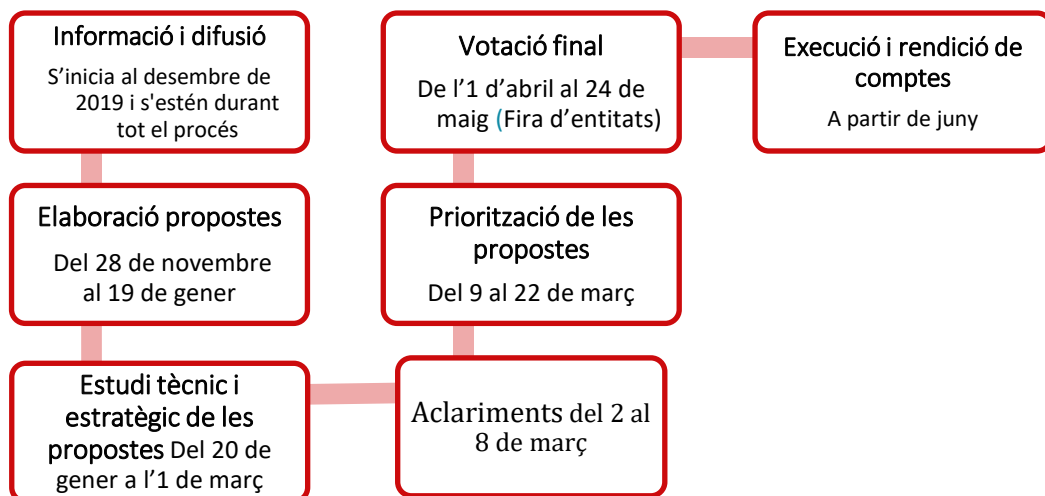 Informació i difusió
S’inicia al desembre de
2019 i s'estén durant
tot el procés
Elaboració propostes
Del 28 de novembre
al 19 de gener
Estudi tècnic i
estratègic de les
propostes Del 20 de
gener a l’1 de març
Aclariments del 2 al
8 de març
Priorització de les
propostes
Del 9 al 22 de març
Votació final
De l’1 d’abril al 24 de
maig (Fira d’entitats)
Execució i rendició de
comptes
A partir de juny